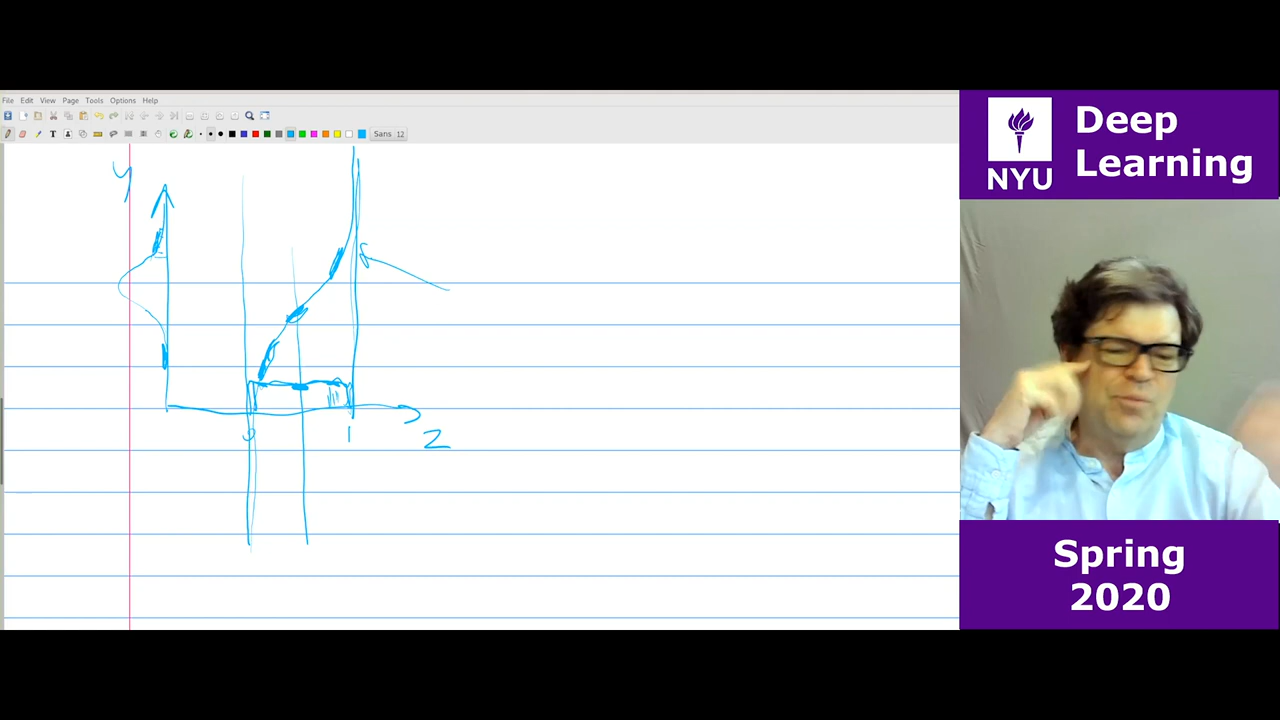 File Edit View Page Tools Options Help
Sans 12
y
0 1
z
NYU
Deep
Learning
Spring
2020